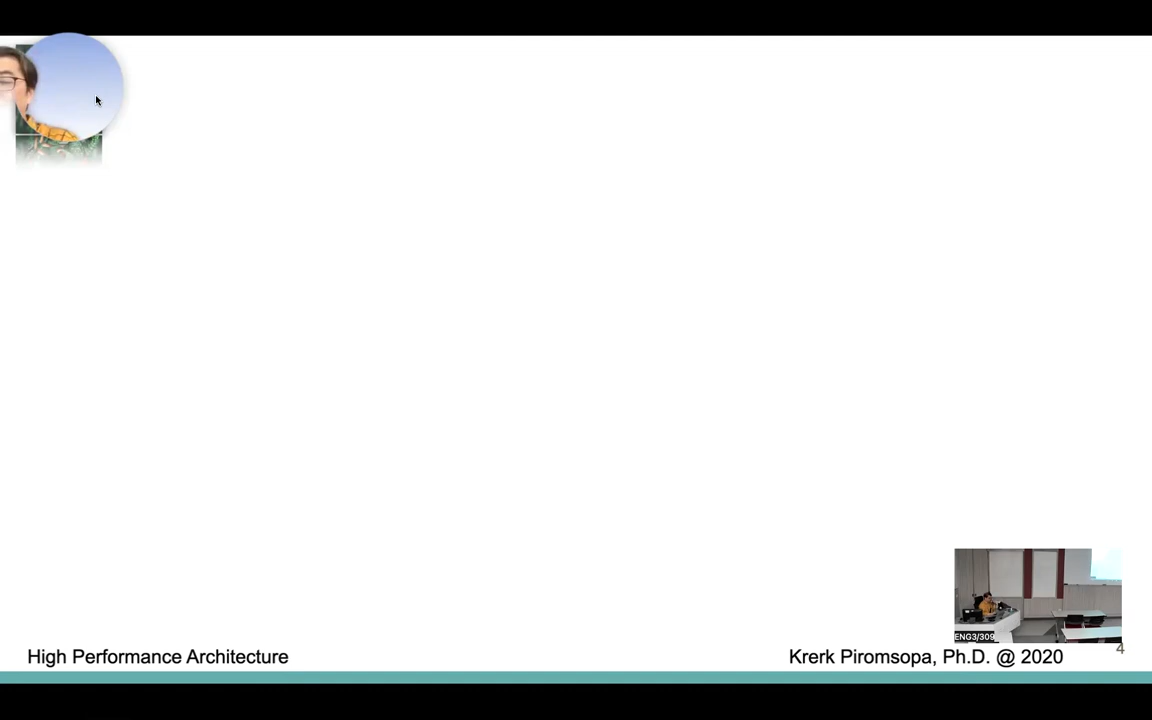 ENG3/309
4
High Performance Architecture
Krerk Piromsopa, Ph.D. @ 2020